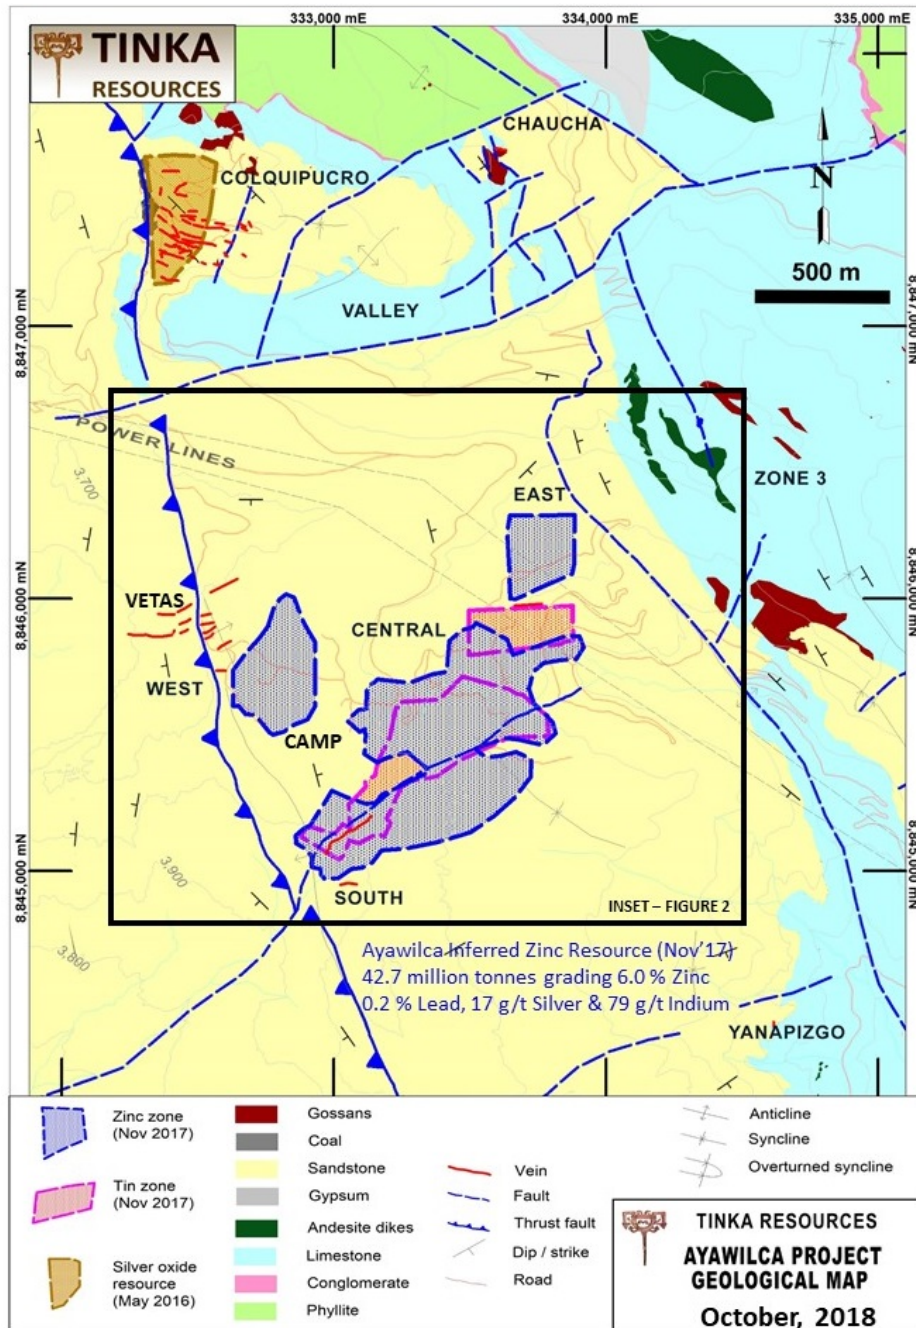 333,000 mE
334,000 mE
335,000 mE
TINKA
RESOURCES
CHAUCHA
COLQUIPUCRO
N
500 m
VALLEY
8,847,000 mN
8,847,000 mN
POWER LINES
3,700
ZONE 3
EAST
VETAS
8,846,000 mN
8,846,000 mN
CENTRAL
WEST
CAMP
3,900
8,845,000 mN
8,845,000 mN
SOUTH
INSET – FIGURE 2
3,800
Ayawilca Inferred Zinc Resource (Nov'17)
42.7 million tonnes grading 6.0 % Zinc
0.2 % Lead, 17 g/t Silver & 79 g/t Indium
YANAPIZGO
Zinc zone
(Nov 2017)
Tin zone
(Nov 2017)
Silver oxide
resource
(May 2016)
Gossans
Coal
Sandstone
Gypsum
Andesite dikes
Limestone
Conglomerate
Phyllite
Vein
Fault
Thrust fault
Dip / strike
Road
Anticline
Syncline
Overturned syncline
TINKA RESOURCES
AYAWILCA PROJECT
GEOLOGICAL MAP
October, 2018